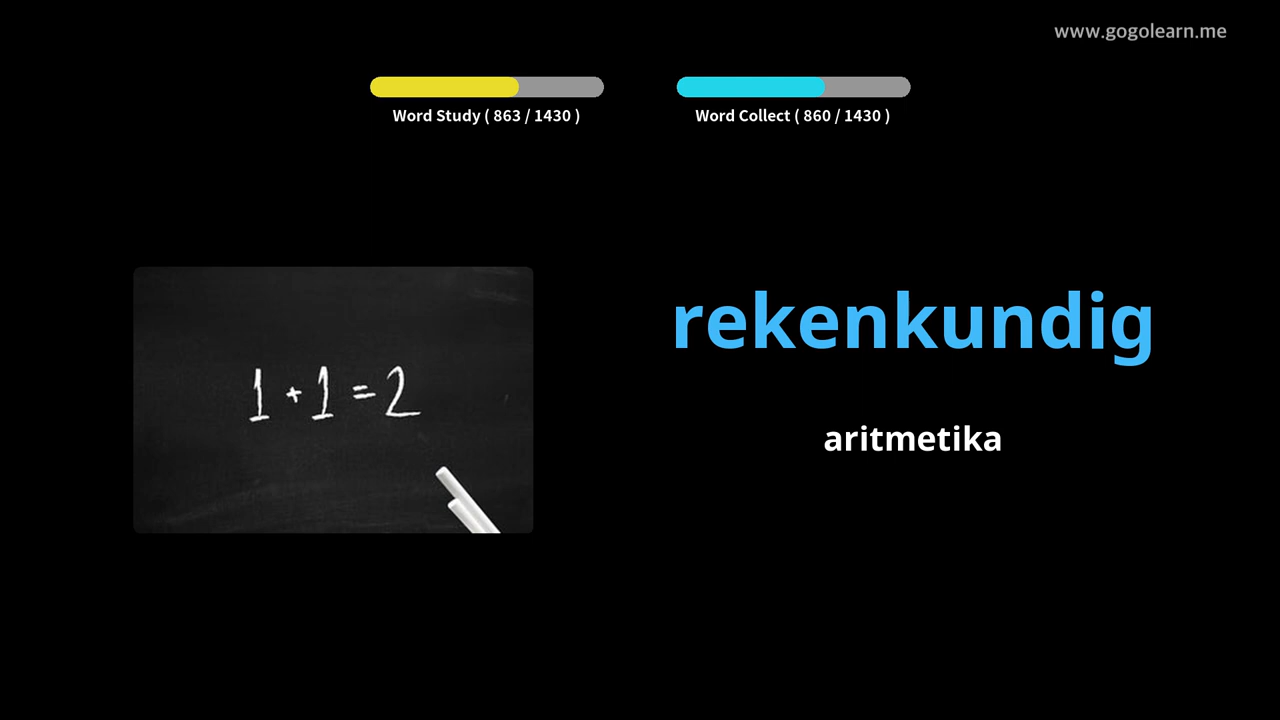 www.gogolearn.me
Word Study ( 863 / 1430 )
Word Collect ( 860 / 1430 )
1 + 1 = 2
rekenkundig
aritmetika